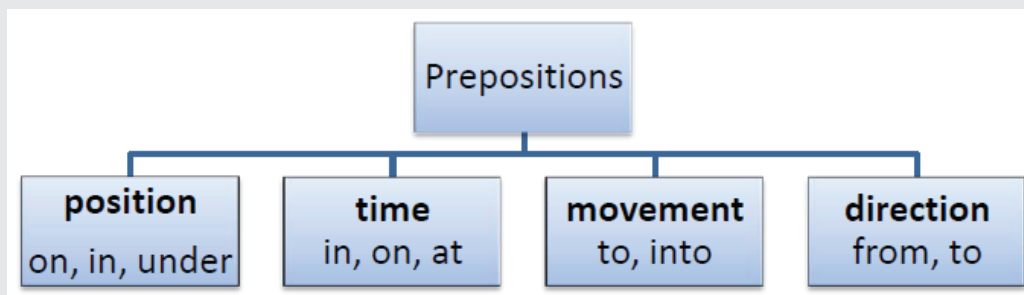 Prepositions
position
on, in, under
time
in, on, at
movement
to, into
direction
from, to